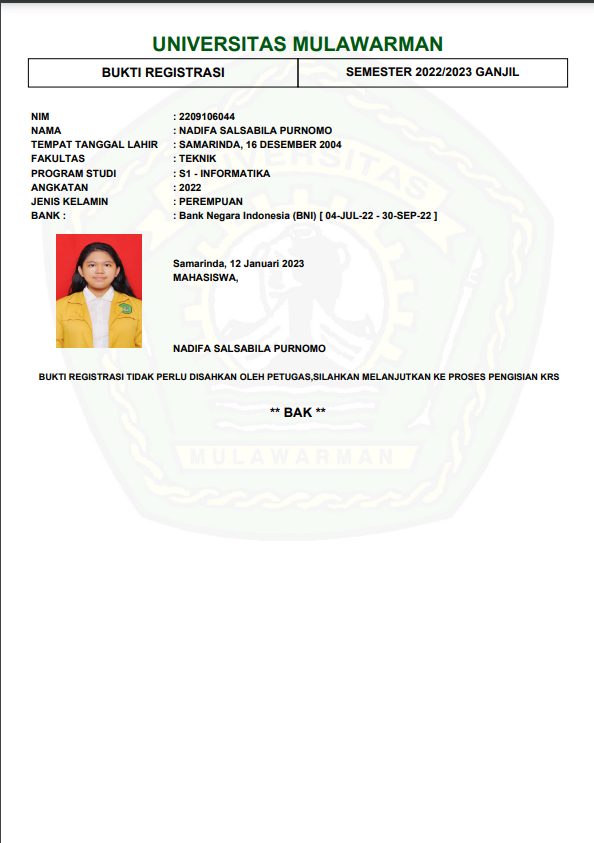 UNIVERSITAS MULAWARMAN
BUKTI REGISTRASI SEMESTER 2022/2023 GANJIL
NIM : 2209106044
NAMA : NADIFA SALSABILA PURNOMO
TEMPAT TANGGAL LAHIR : SAMARINDA, 16 DESEMBER 2004
FAKULTAS : TEKNIK
PROGRAM STUDI : S1 - INFORMATIKA
ANGKATAN : 2022
JENIS KELAMIN : PEREMPUAN
BANK : : Bank Negara Indonesia (BNI) [ 04-JUL-22 - 30-SEP-22 ]
Samarinda, 12 Januari 2023
MAHASISWA,
NADIFA SALSABILA PURNOMO
BUKTI REGISTRASI TIDAK PERLU DISAHKAN OLEH PETUGAS,SILAHKAN MELANJUTKAN KE PROSES PENGISIAN KRS
** BAK **
UNIVERSITAS
MULAWARMAN